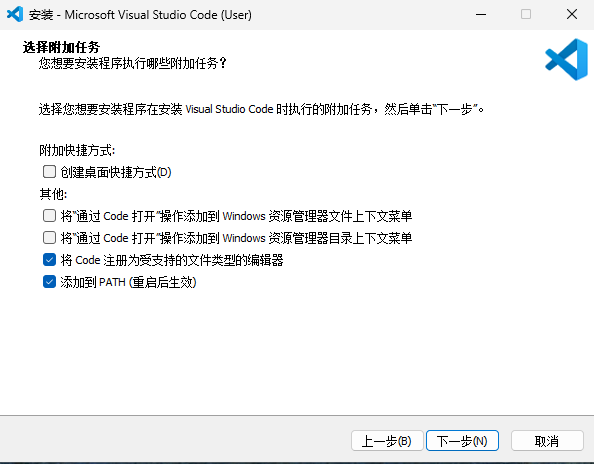 安装 - Microsoft Visual Studio Code (User)
选择附加任务
您想要安装程序执行哪些附加任务？
选择您想要安装程序在安装 Visual Studio Code 时执行的附加任务，然后单击“下一步”。
附加快捷方式:
创建桌面快捷方式(D)
其他:
将“通过 Code 打开”操作添加到 Windows 资源管理器文件上下文菜单
将“通过 Code 打开”操作添加到 Windows 资源管理器目录上下文菜单
将 Code 注册为受支持的文件类型的编辑器
添加到 PATH (重启后生效)
上一步(B) 下一步(N) 取消